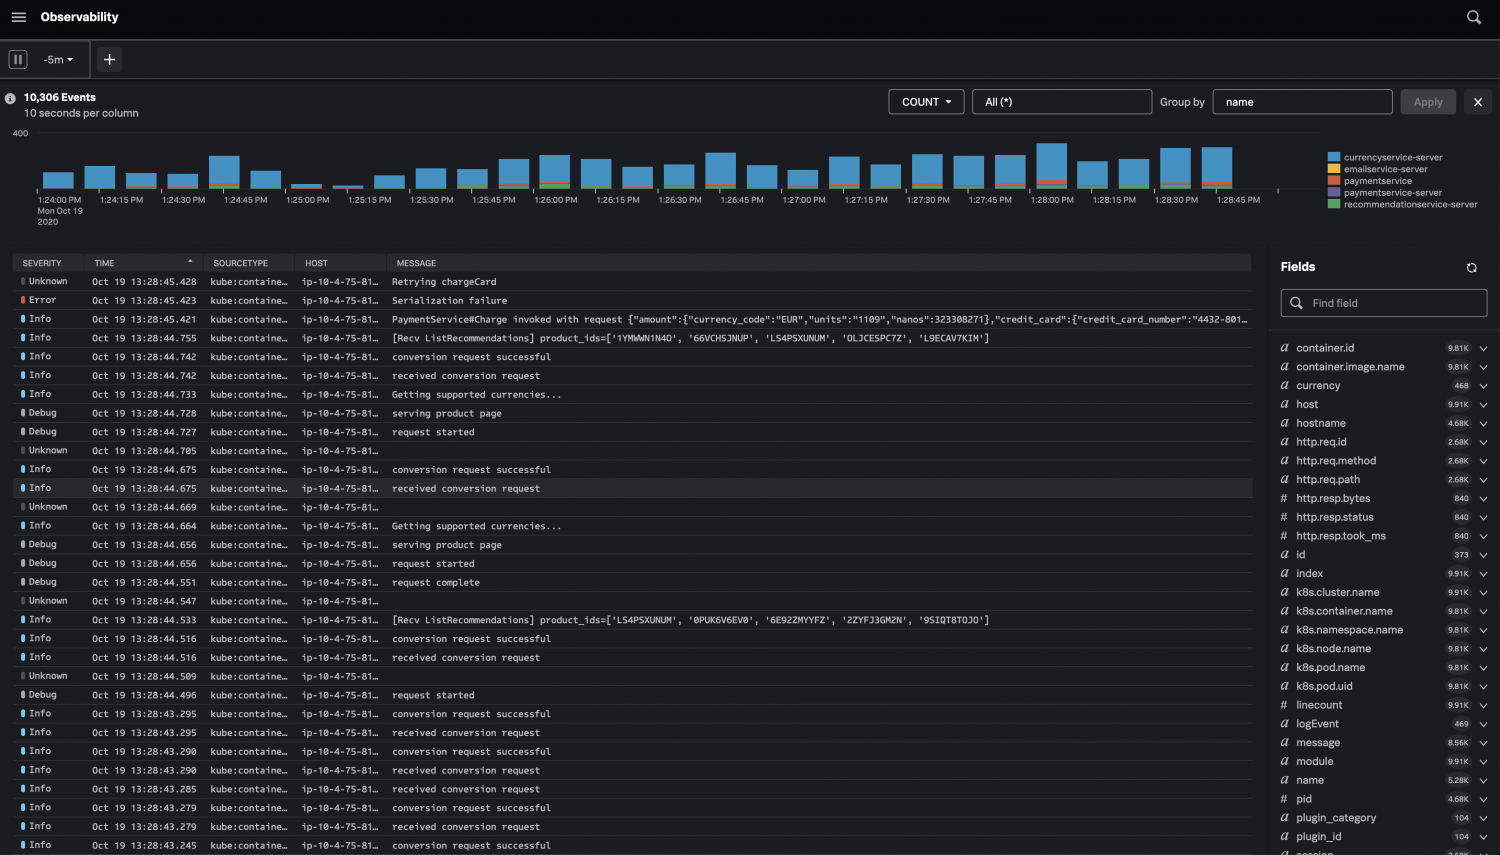 Observability
-5m
10,306 Events
10 seconds per column
COUNT All (*) Group by name Apply
400
currencyservice-server
emailservice-server
paymentservice
paymentservice-server
recommendationservice-server
1:24:00 PM 1:24:15 PM 1:24:30 PM 1:24:45 PM 1:25:00 PM 1:25:15 PM 1:25:30 PM 1:25:45 PM 1:26:00 PM 1:26:15 PM 1:26:30 PM 1:26:45 PM 1:27:00 PM 1:27:15 PM 1:27:30 PM 1:27:45 PM 1:28:00 PM 1:28:15 PM 1:28:30 PM 1:28:45 PM
Mon Oct 19
2020
SEVERITY TIME SOURCETYPE HOST MESSAGE
Unknown Oct 19 13:28:45.428 kube:containe… ip-10-4-75-81… Retrying chargeCard
Error Oct 19 13:28:45.423 kube:containe… ip-10-4-75-81… Serialization failure
Info Oct 19 13:28:45.421 kube:containe… ip-10-4-75-81… PaymentService#Charge invoked with request {"amount":{"currency_code":"EUR","units":"1109","nanos":323308271},"credit_card":{"credit_card_number":"4432-801…
Info Oct 19 13:28:44.755 kube:containe… ip-10-4-75-81… [Recv ListRecommendations] product_ids=['1YMWWN1N4O', '66VCHSJNUP', 'LS4PSXUNUM', 'OLJCESPC7Z', 'L9ECAV7KIM']
Info Oct 19 13:28:44.742 kube:containe… ip-10-4-75-81… conversion request successful
Info Oct 19 13:28:44.742 kube:containe… ip-10-4-75-81… received conversion request
Info Oct 19 13:28:44.733 kube:containe… ip-10-4-75-81… Getting supported currencies...
Debug Oct 19 13:28:44.728 kube:containe… ip-10-4-75-81… serving product page
Debug Oct 19 13:28:44.727 kube:containe… ip-10-4-75-81… request started
Unknown Oct 19 13:28:44.705 kube:containe… ip-10-4-75-81…
Info Oct 19 13:28:44.675 kube:containe… ip-10-4-75-81… conversion request successful
Info Oct 19 13:28:44.675 kube:containe… ip-10-4-75-81… received conversion request
Unknown Oct 19 13:28:44.669 kube:containe… ip-10-4-75-81…
Info Oct 19 13:28:44.664 kube:containe… ip-10-4-75-81… Getting supported currencies...
Debug Oct 19 13:28:44.656 kube:containe… ip-10-4-75-81… serving product page
Debug Oct 19 13:28:44.656 kube:containe… ip-10-4-75-81… request started
Debug Oct 19 13:28:44.551 kube:containe… ip-10-4-75-81… request complete
Unknown Oct 19 13:28:44.547 kube:containe… ip-10-4-75-81…
Info Oct 19 13:28:44.533 kube:containe… ip-10-4-75-81… [Recv ListRecommendations] product_ids=['LS4PSXUNUM', '0PUK6V6EV0', '6E92ZMYYFZ', '2ZYFJ3GM2N', '9SIQT8TOJO']
Info Oct 19 13:28:44.516 kube:containe… ip-10-4-75-81… conversion request successful
Info Oct 19 13:28:44.516 kube:containe… ip-10-4-75-81… received conversion request
Unknown Oct 19 13:28:44.509 kube:containe… ip-10-4-75-81…
Debug Oct 19 13:28:44.496 kube:containe… ip-10-4-75-81… request started
Info Oct 19 13:28:43.295 kube:containe… ip-10-4-75-81… conversion request successful
Info Oct 19 13:28:43.295 kube:containe… ip-10-4-75-81… received conversion request
Info Oct 19 13:28:43.290 kube:containe… ip-10-4-75-81… conversion request successful
Info Oct 19 13:28:43.290 kube:containe… ip-10-4-75-81… received conversion request
Info Oct 19 13:28:43.285 kube:containe… ip-10-4-75-81… received conversion request
Info Oct 19 13:28:43.279 kube:containe… ip-10-4-75-81… conversion request successful
Info Oct 19 13:28:43.279 kube:containe… ip-10-4-75-81… received conversion request
Info Oct 19 13:28:43.245 kube:containe… ip-10-4-75-81… conversion request successful
Fields
Find field
a container.id 9.81K
a container.image.name 9.81K
a currency 468
a host 9.91K
a hostname 4.68K
a http.req.id 2.68K
a http.req.method 2.68K
a http.req.path 2.68K
# http.resp.bytes 840
# http.resp.status 840
# http.resp.took_ms 840
a id 373
a index 9.91K
a k8s.cluster.name 9.91K
a k8s.container.name 9.81K
a k8s.namespace.name 9.81K
a k8s.node.name 9.81K
a k8s.pod.name 9.81K
a k8s.pod.uid 9.81K
# linecount 9.91K
a logEvent 469
a message 8.56K
a module 9.91K
a name 5.28K
# pid 4.68K
a plugin_category 104
a plugin_id 104